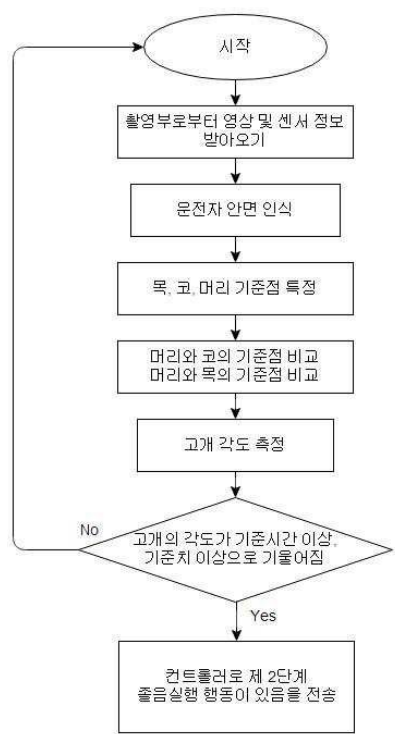 시작
촬영부로부터 영상 및 센서 정보
받아오기
운전자 안면 인식
목, 코, 머리 기준점 특정
머리와 코의 기준점 비교
머리와 목의 기준점 비교
고개 각도 측정
No
고개의 각도가 기준시간 이상,
기준치 이상으로 기울어짐
Yes
컨트롤러로 제 2단계
졸음실행 행동이 있음을 전송